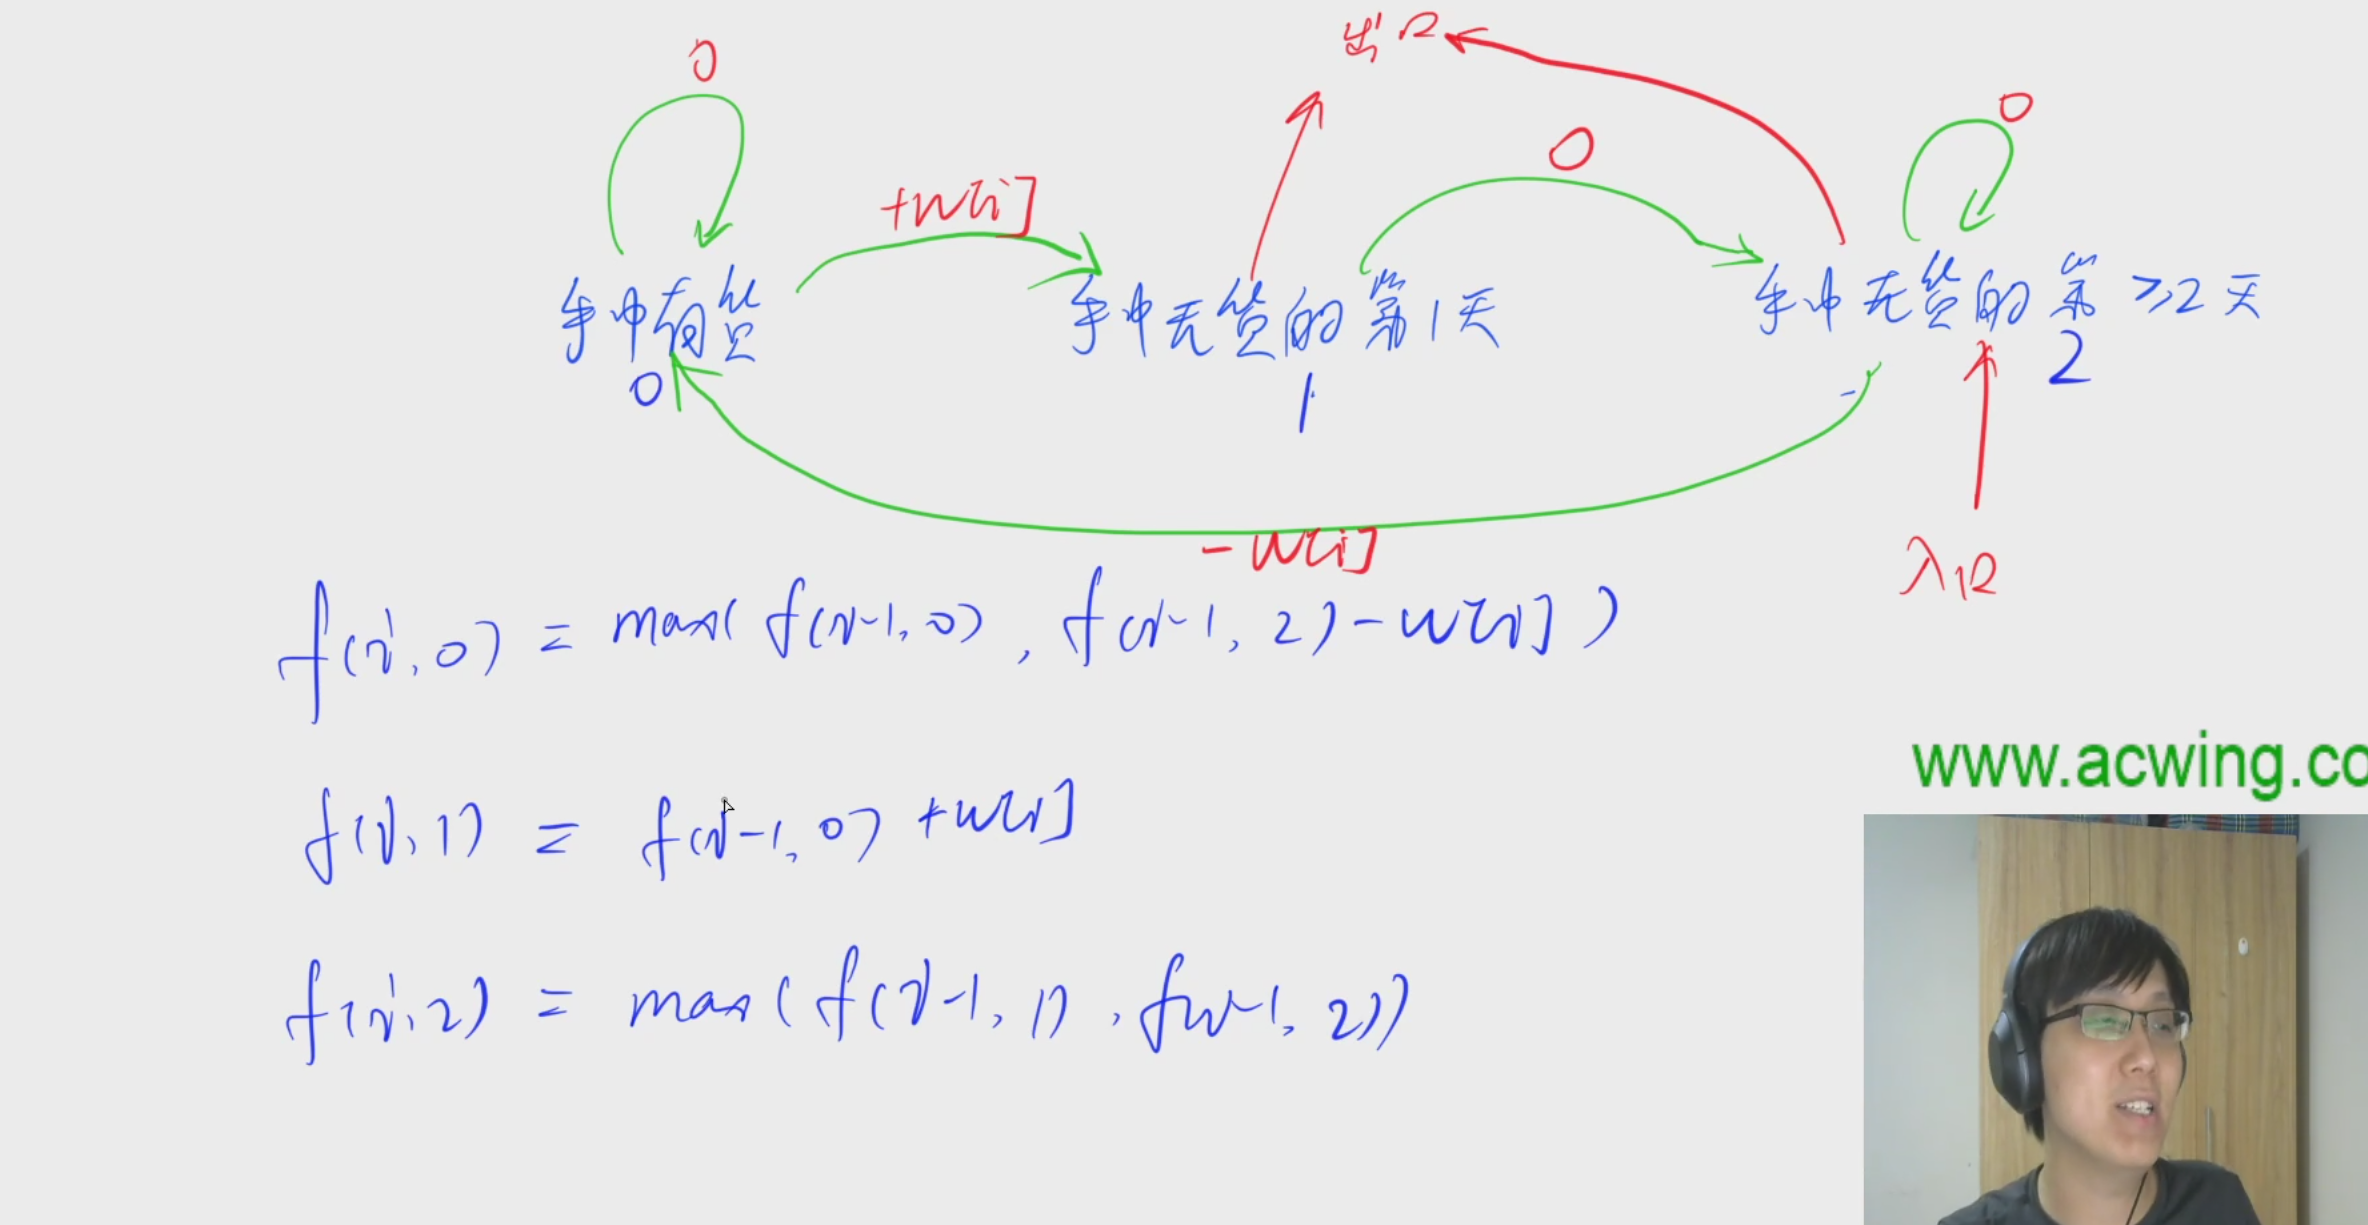 出口
0
0
0
+w[i]
手中有货
手中无货的第1天
手中无货的第≥2天
0
1
2
-w[i]
入口
f(i,0) = max(f(i-1,0), f(i-1,2)-w[i])
www.acwing.co
f(i,1) = f(i-1,0)+w[i]
f(i,2) = max(f(i-1,1), f(i-1,2))